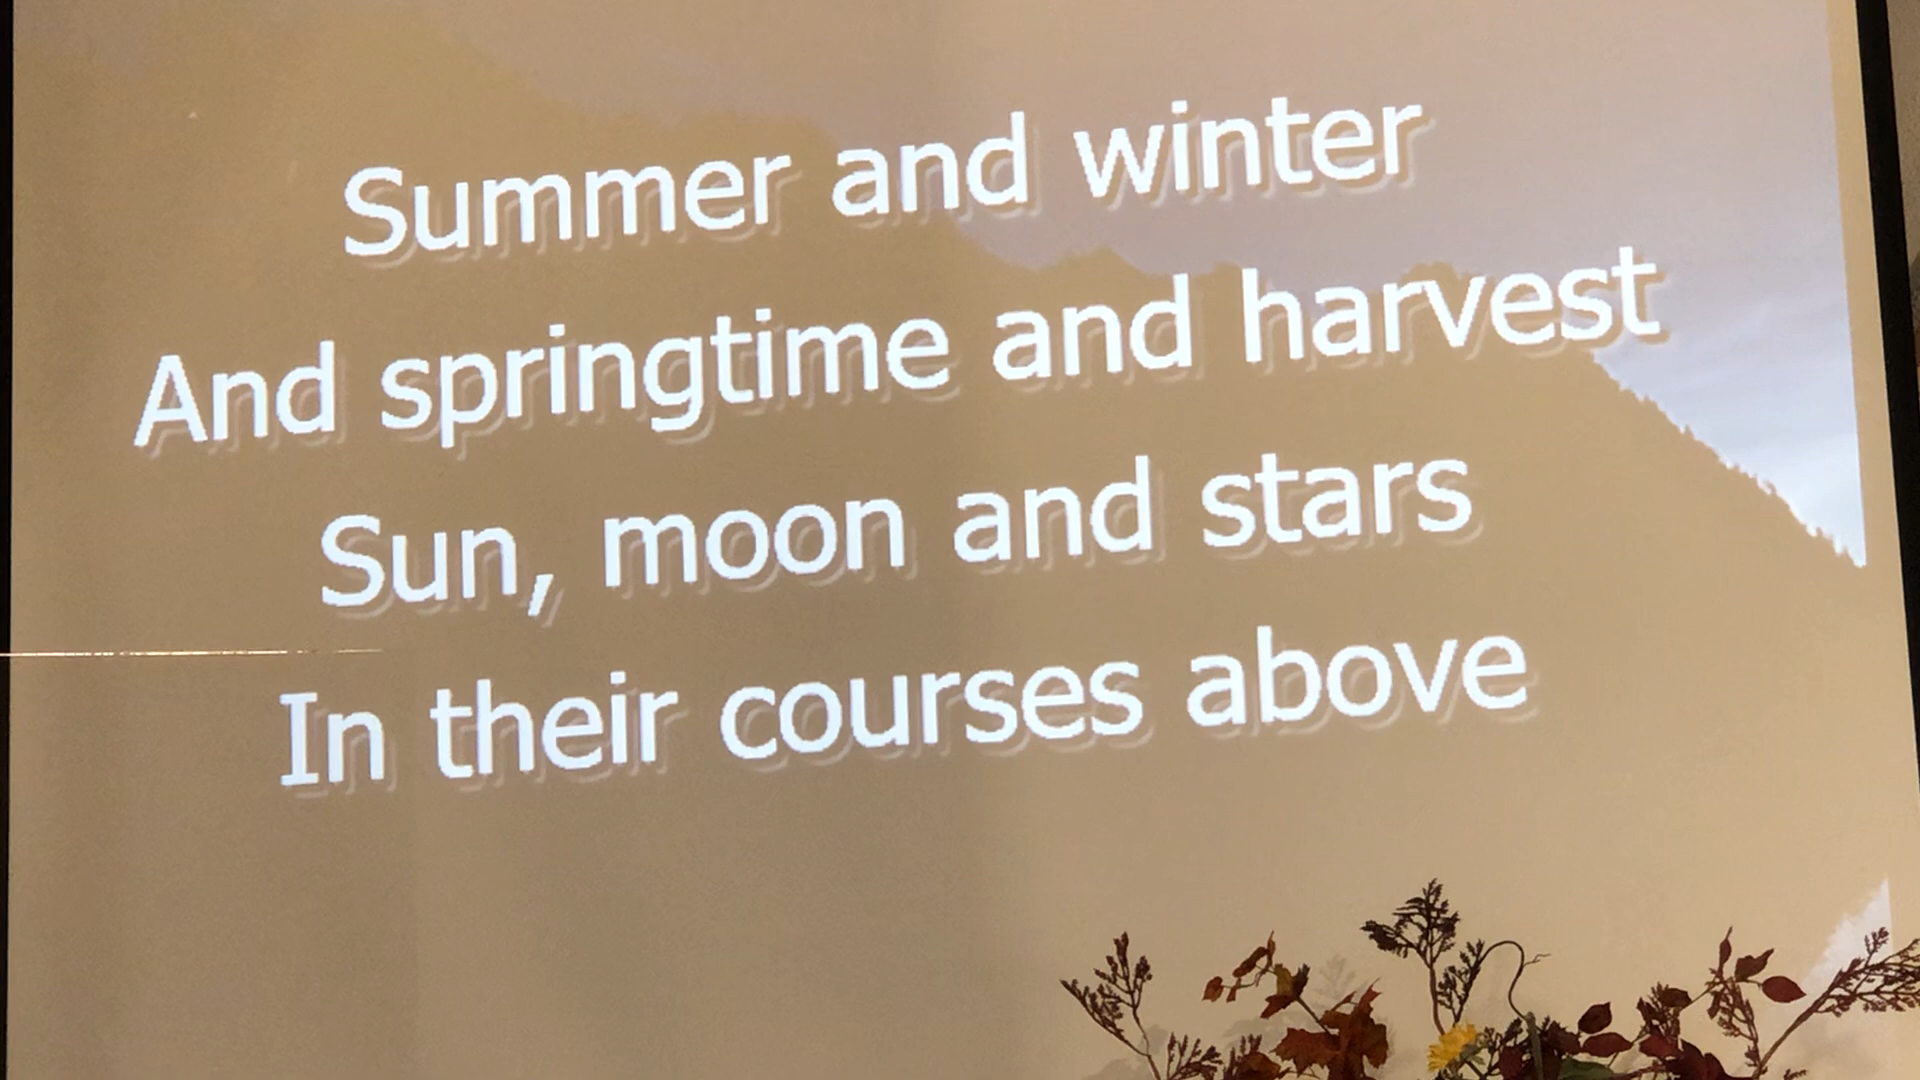 Summer and winter
And springtime and harvest
Sun, moon and stars
In their courses above